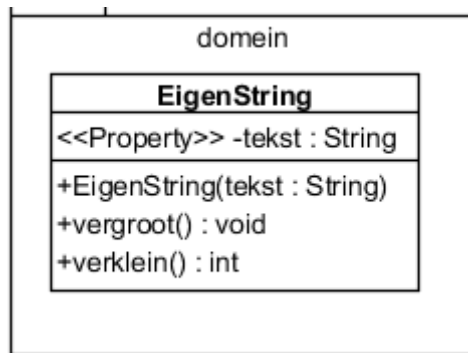 domein
EigenString
<<Property>> -tekst : String
+EigenString(tekst : String)
+vergroot() : void
+verklein() : int